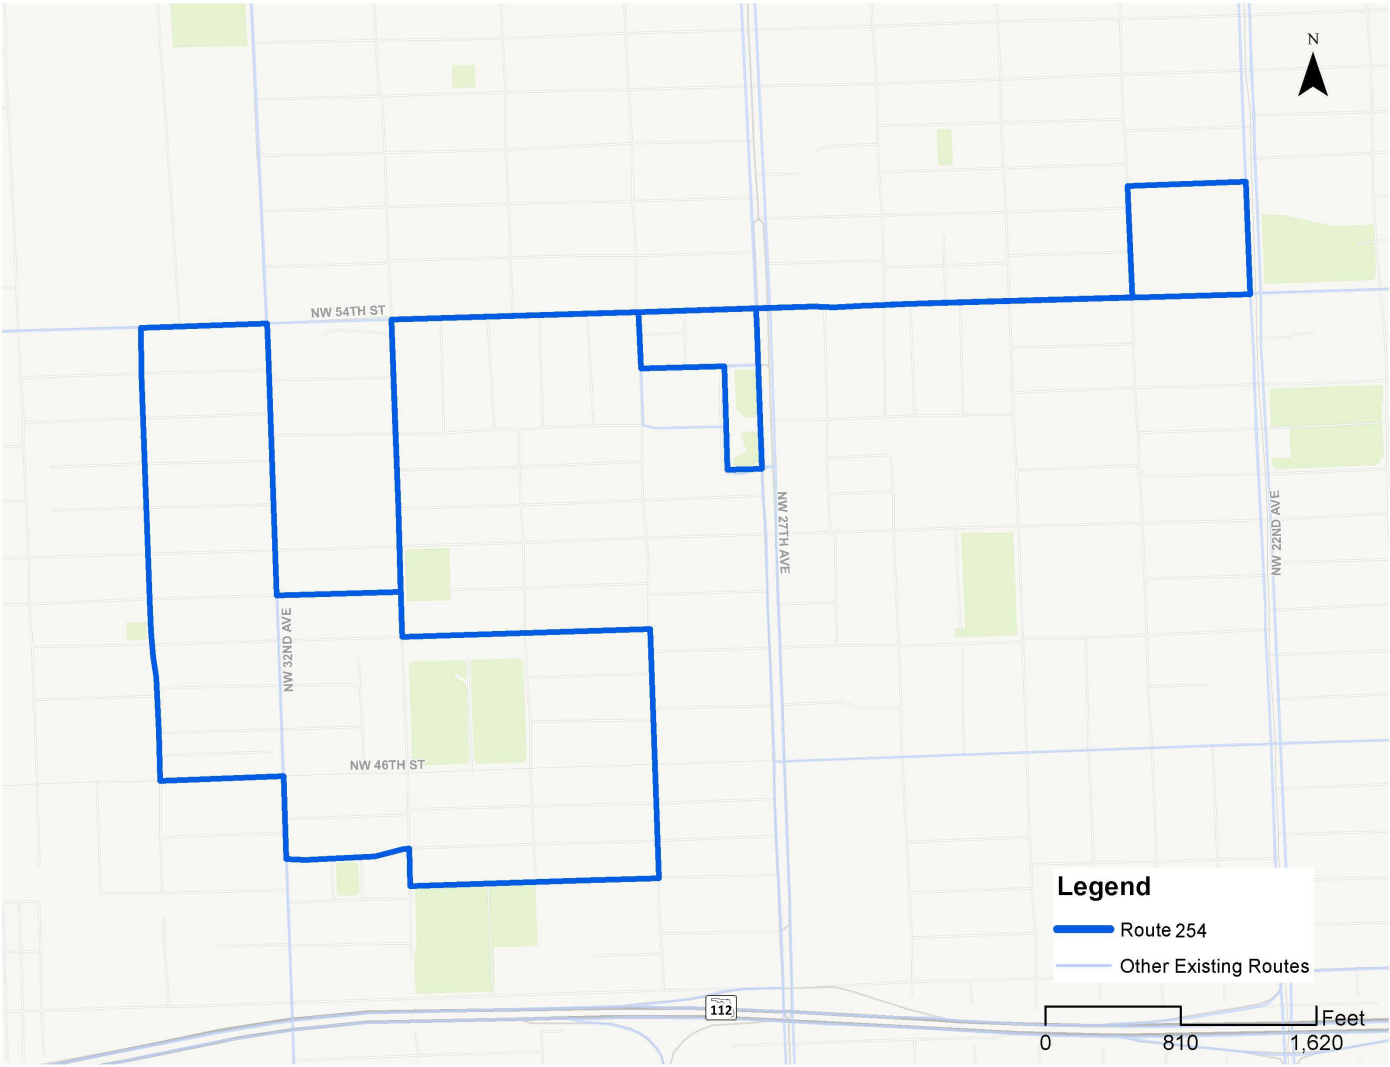 N
NW 54TH ST
NW 27TH AVE
NW 22ND AVE
NW 32ND AVE
NW 46TH ST
Legend
Route 254
Other Existing Routes
112
Feet
0 810 1,620